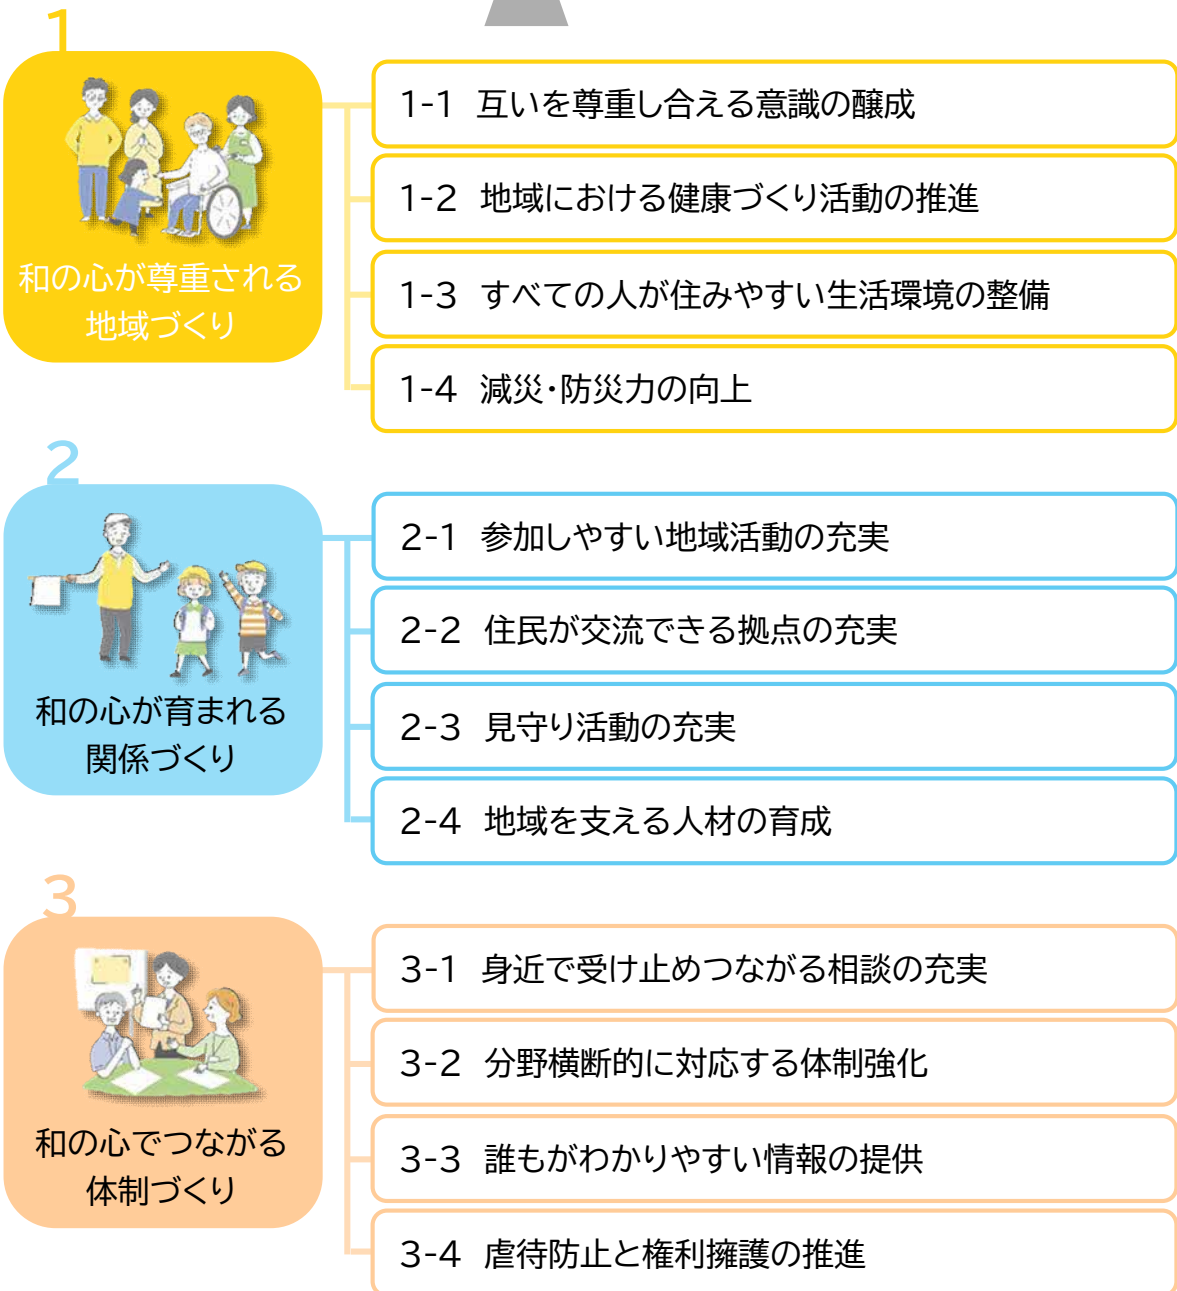 1
和の心が尊重される
地域づくり
1-1 互いを尊重し合える意識の醸成
1-2 地域における健康づくり活動の推進
1-3 すべての人が住みやすい生活環境の整備
1-4 減災・防災力の向上
2
和の心が育まれる
関係づくり
2-1 参加しやすい地域活動の充実
2-2 住民が交流できる拠点の充実
2-3 見守り活動の充実
2-4 地域を支える人材の育成
3
和の心でつながる
体制づくり
3-1 身近で受け止めつながる相談の充実
3-2 分野横断的に対応する体制強化
3-3 誰もがわかりやすい情報の提供
3-4 虐待防止と権利擁護の推進